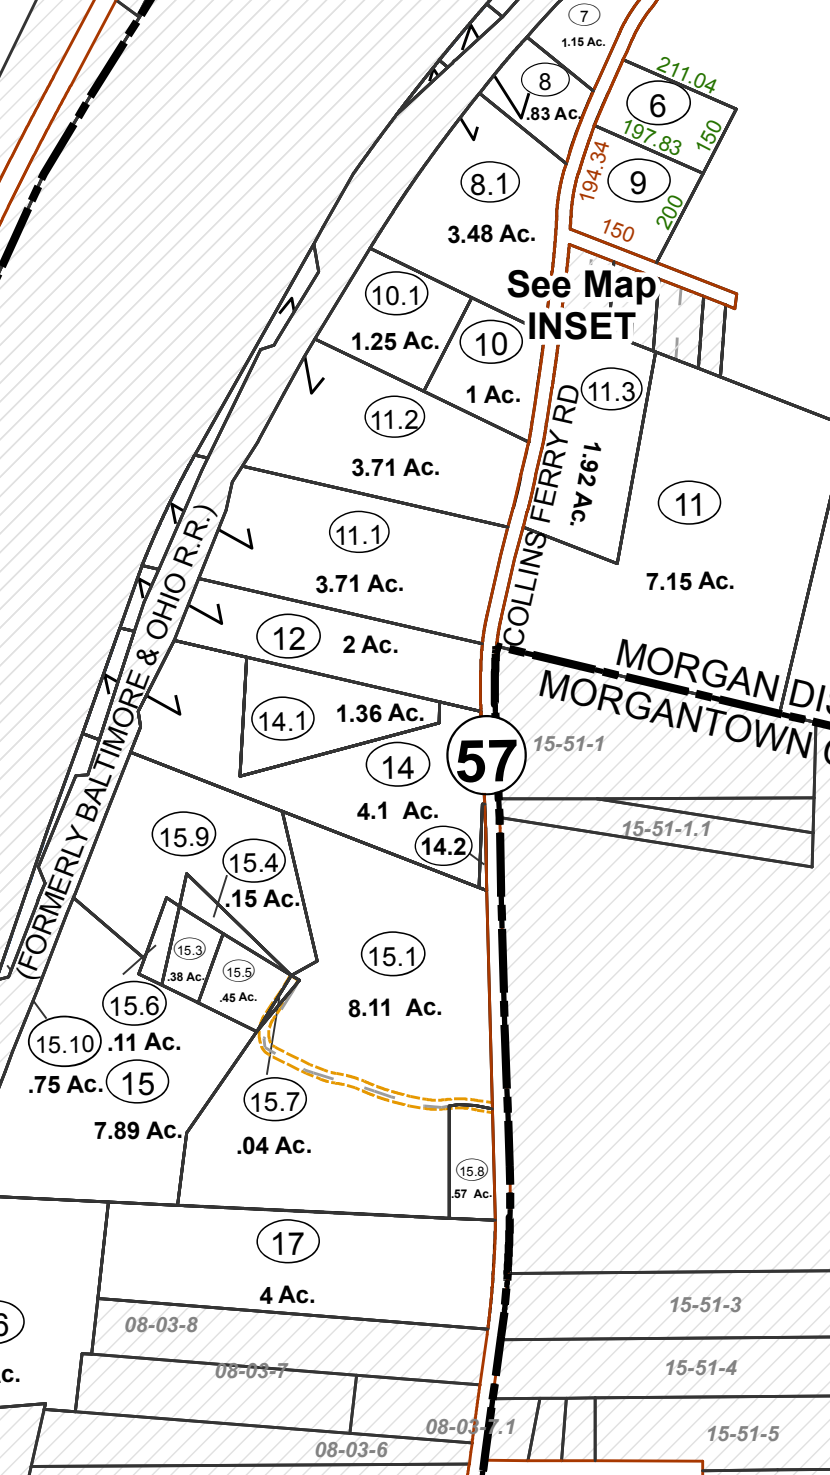 7
1.15 Ac.
211.04
8
.83 Ac.
6
197.83
150
194.34
9
200
150
8.1
3.48 Ac.
See Map
INSET
10.1
1.25 Ac.
10
1 Ac.
11.3
1.92 Ac.
COLLINS FERRY RD
11.2
3.71 Ac.
11
7.15 Ac.
11.1
3.71 Ac.
(FORMERLY BALTIMORE & OHIO R.R.)
12
2 Ac.
MORGAN DIS
MORGANTOWN
14.1
1.36 Ac.
14
4.1 Ac.
57
15-51-1
15-51-1.1
14.2
15.9
15.4
.15 Ac.
15.3
.38 Ac.
15.5
.45 Ac.
15.1
8.11 Ac.
15.6
.11 Ac.
15.10
.75 Ac.
15
7.89 Ac.
15.7
.04 Ac.
15.8
.57 Ac.
17
4 Ac.
6
c.
08-03-8
15-51-3
08-03-7
15-51-4
08-03-7.1
15-51-5
08-03-6